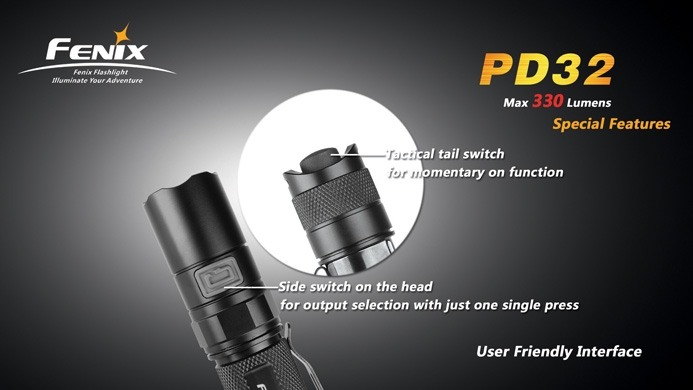 FENIX
Fenix Flashlight
Illuminate Your Adventure
PD32
Max 330 Lumens
Special Features
Tactical tail switch
for momentary on function
Side switch on the head
for output selection with just one single press
User Friendly Interface